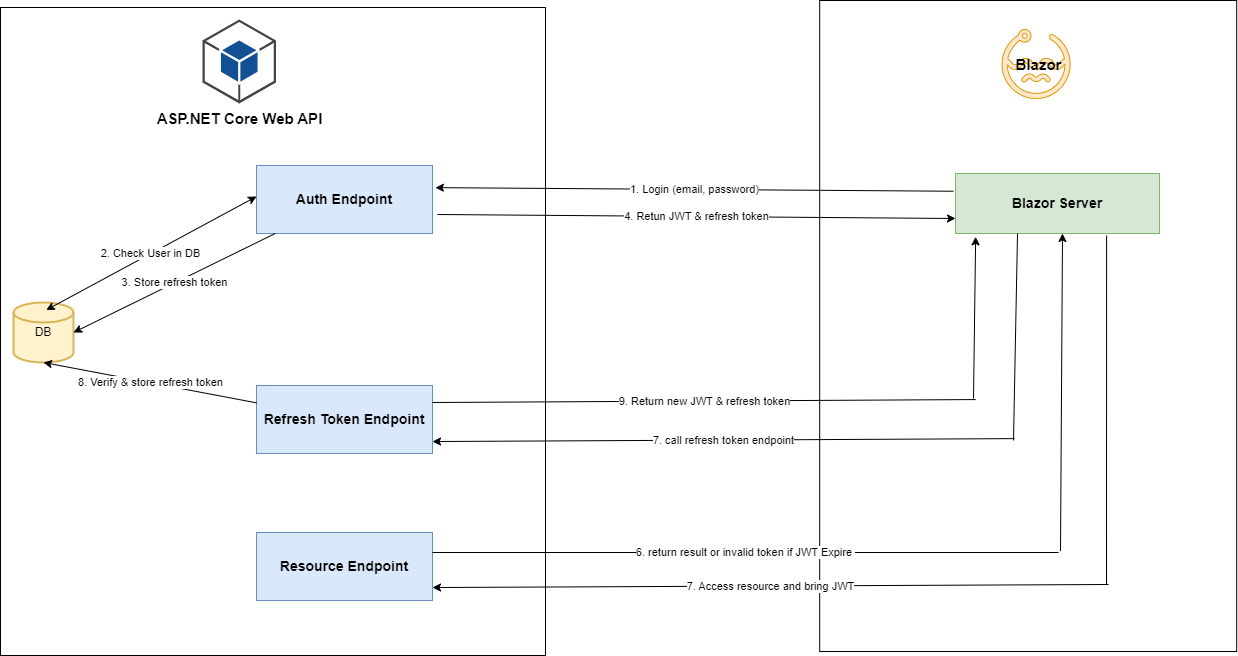 ASP.NET Core Web API
Blazor
Auth Endpoint
1. Login (email, password)
Blazor Server
4. Retun JWT & refresh token
2. Check User in DB
3. Store refresh token
DB
8. Verify & store refresh token
Refresh Token Endpoint
9. Return new JWT & refresh token
7. call refresh token endpoint
Resource Endpoint
6. return result or invalid token if JWT Expire
7. Access resource and bring JWT